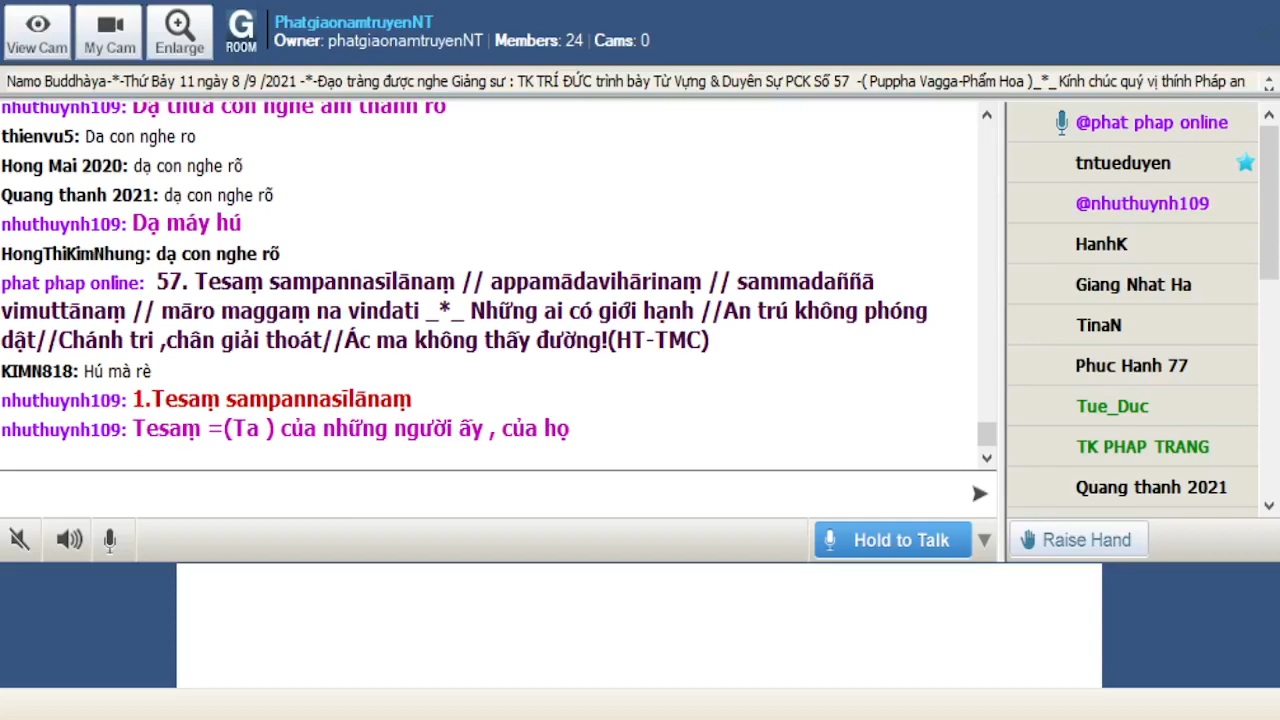 View Cam
My Cam
Enlarge
G
ROOM
PhatgiaonamtruyenNT
Owner: phatgiaonamtruyenNT | Members: 24 | Cams: 0
Namo Buddhàya-*-Thứ Bảy 11 ngày 8 /9 /2021 -*-Đạo tràng được nghe Giảng sư : TK TRÍ ĐỨC trình bày Từ Vựng & Duyên Sự PCK Số 57 -( Puppha Vagga-Phẩm Hoa )_*_ Kính chúc quý vị thính Pháp an
nhuthuynh109: Dạ thưa con nghe âm thanh rõ
thienvu5: Da con nghe ro
Hong Mai 2020: dạ con nghe rõ
Quang thanh 2021: dạ con nghe rõ
nhuthuynh109: Dạ máy hú
HongThiKimNhung: dạ con nghe rõ
phat phap online: 57. Tesaṃ sampannasīlānaṃ // appamādavihārinaṃ // sammadaññā
vimuttānaṃ // māro maggaṃ na vindati _*_ Những ai có giới hạnh //An trú không phóng
dật//Chánh tri ,chân giải thoát//Ác ma không thấy đường!(HT-TMC)
KIMN818: Hú mà rè
nhuthuynh109: 1.Tesaṃ sampannasīlānaṃ
nhuthuynh109: Tesaṃ =(Ta ) của những người ấy , của họ
@phat phap online
tntueduyen
@nhuthuynh109
HanhK
Giang Nhat Ha
TinaN
Phuc Hanh 77
Tue_Duc
TK PHAP TRANG
Quang thanh 2021
Hold to Talk
Raise Hand